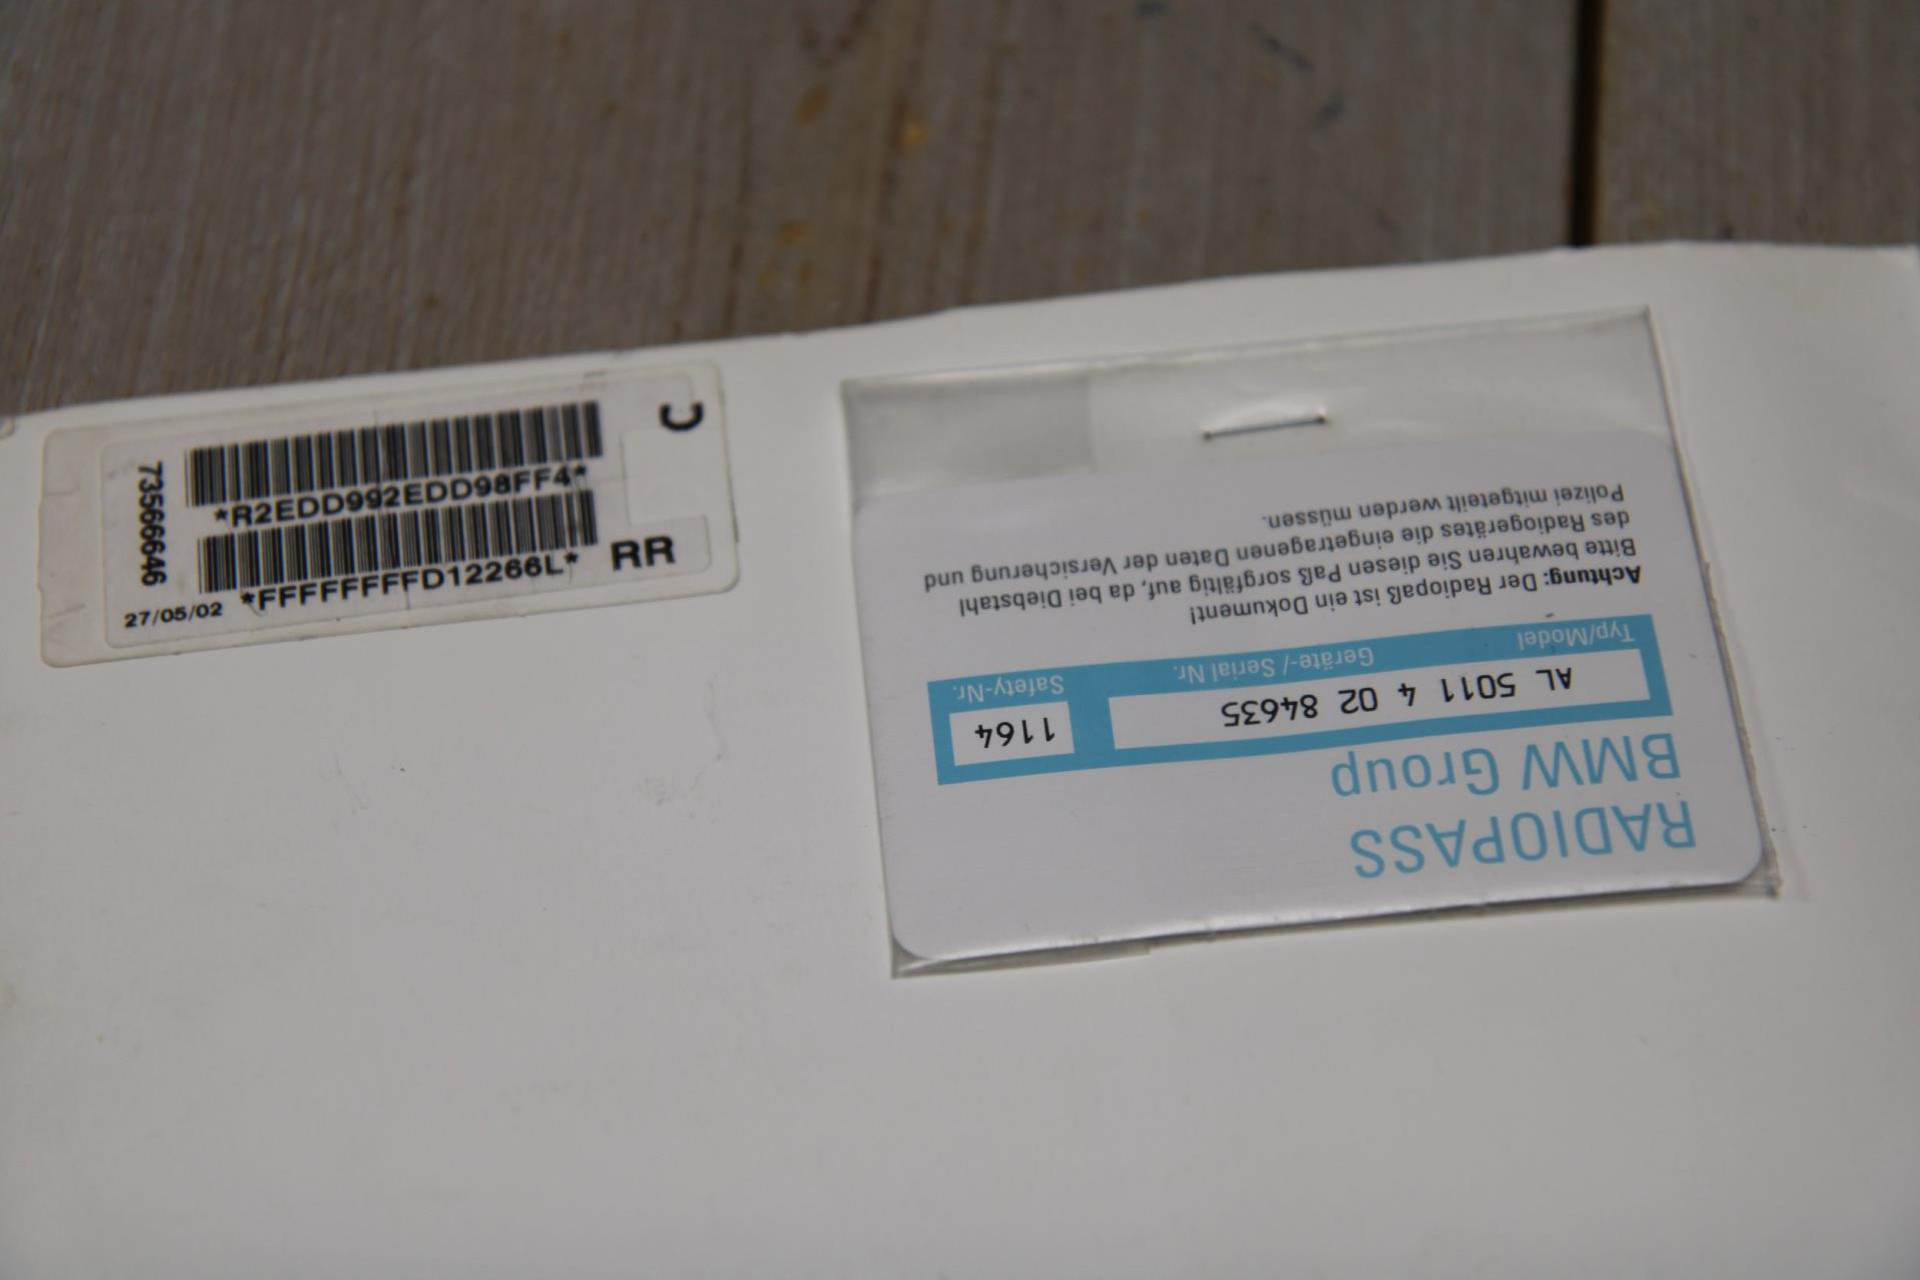 73566646
*R2EDD992EDD98FF4*
*FFFFFFFFD12266L*
27/05/02
C
RR
RADIOPASS
BMW Group
AL 5011 4 02 84635
1164
Typ/Model
Geräte-/ Serial Nr.
Safety-Nr.
Achtung: Der Radiopaß ist ein Dokument!
Bitte bewahren Sie diesen Paß sorgfältig auf, da bei Diebstahl
des Radiogerätes die eingetragenen Daten der Versicherung und
Polizei mitgeteilt werden müssen.